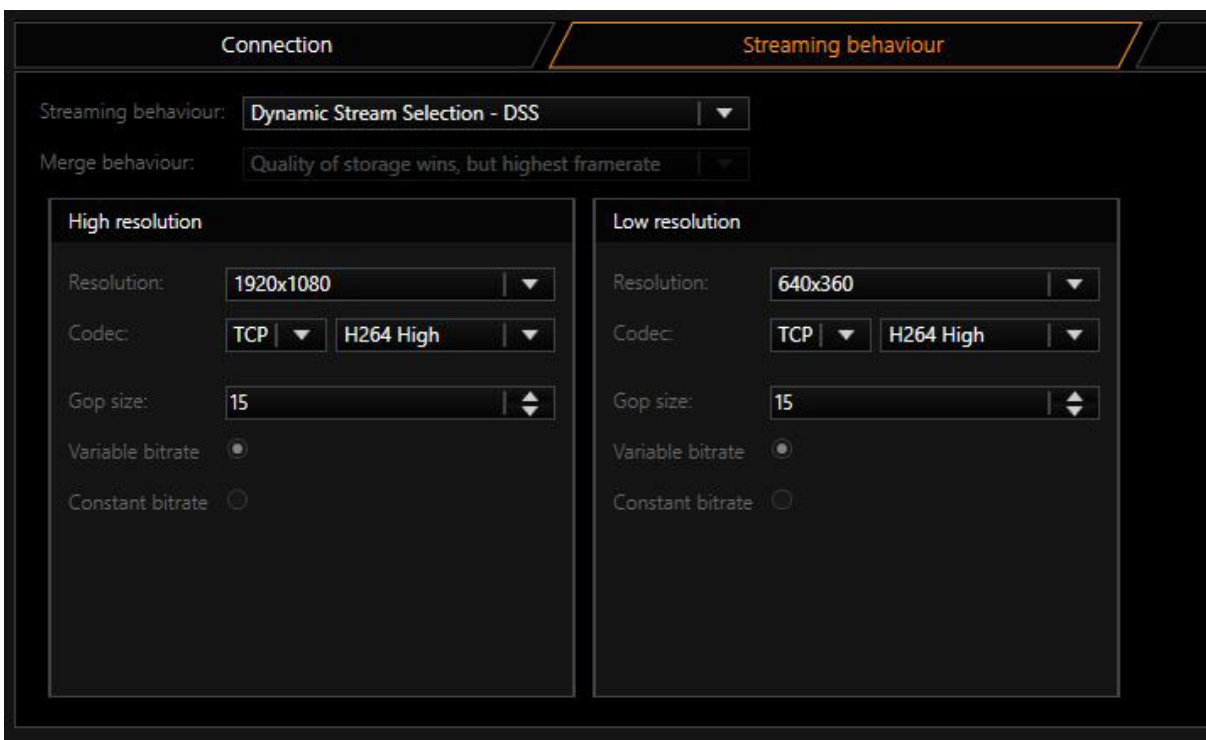 Connection
Streaming behaviour
Streaming behaviour: Dynamic Stream Selection - DSS
Merge behaviour: Quality of storage wins, but highest framerate
High resolution
Resolution: 1920x1080
Codec: TCP H264 High
Gop size: 15
Variable bitrate
Constant bitrate
Low resolution
Resolution: 640x360
Codec: TCP H264 High
Gop size: 15
Variable bitrate
Constant bitrate